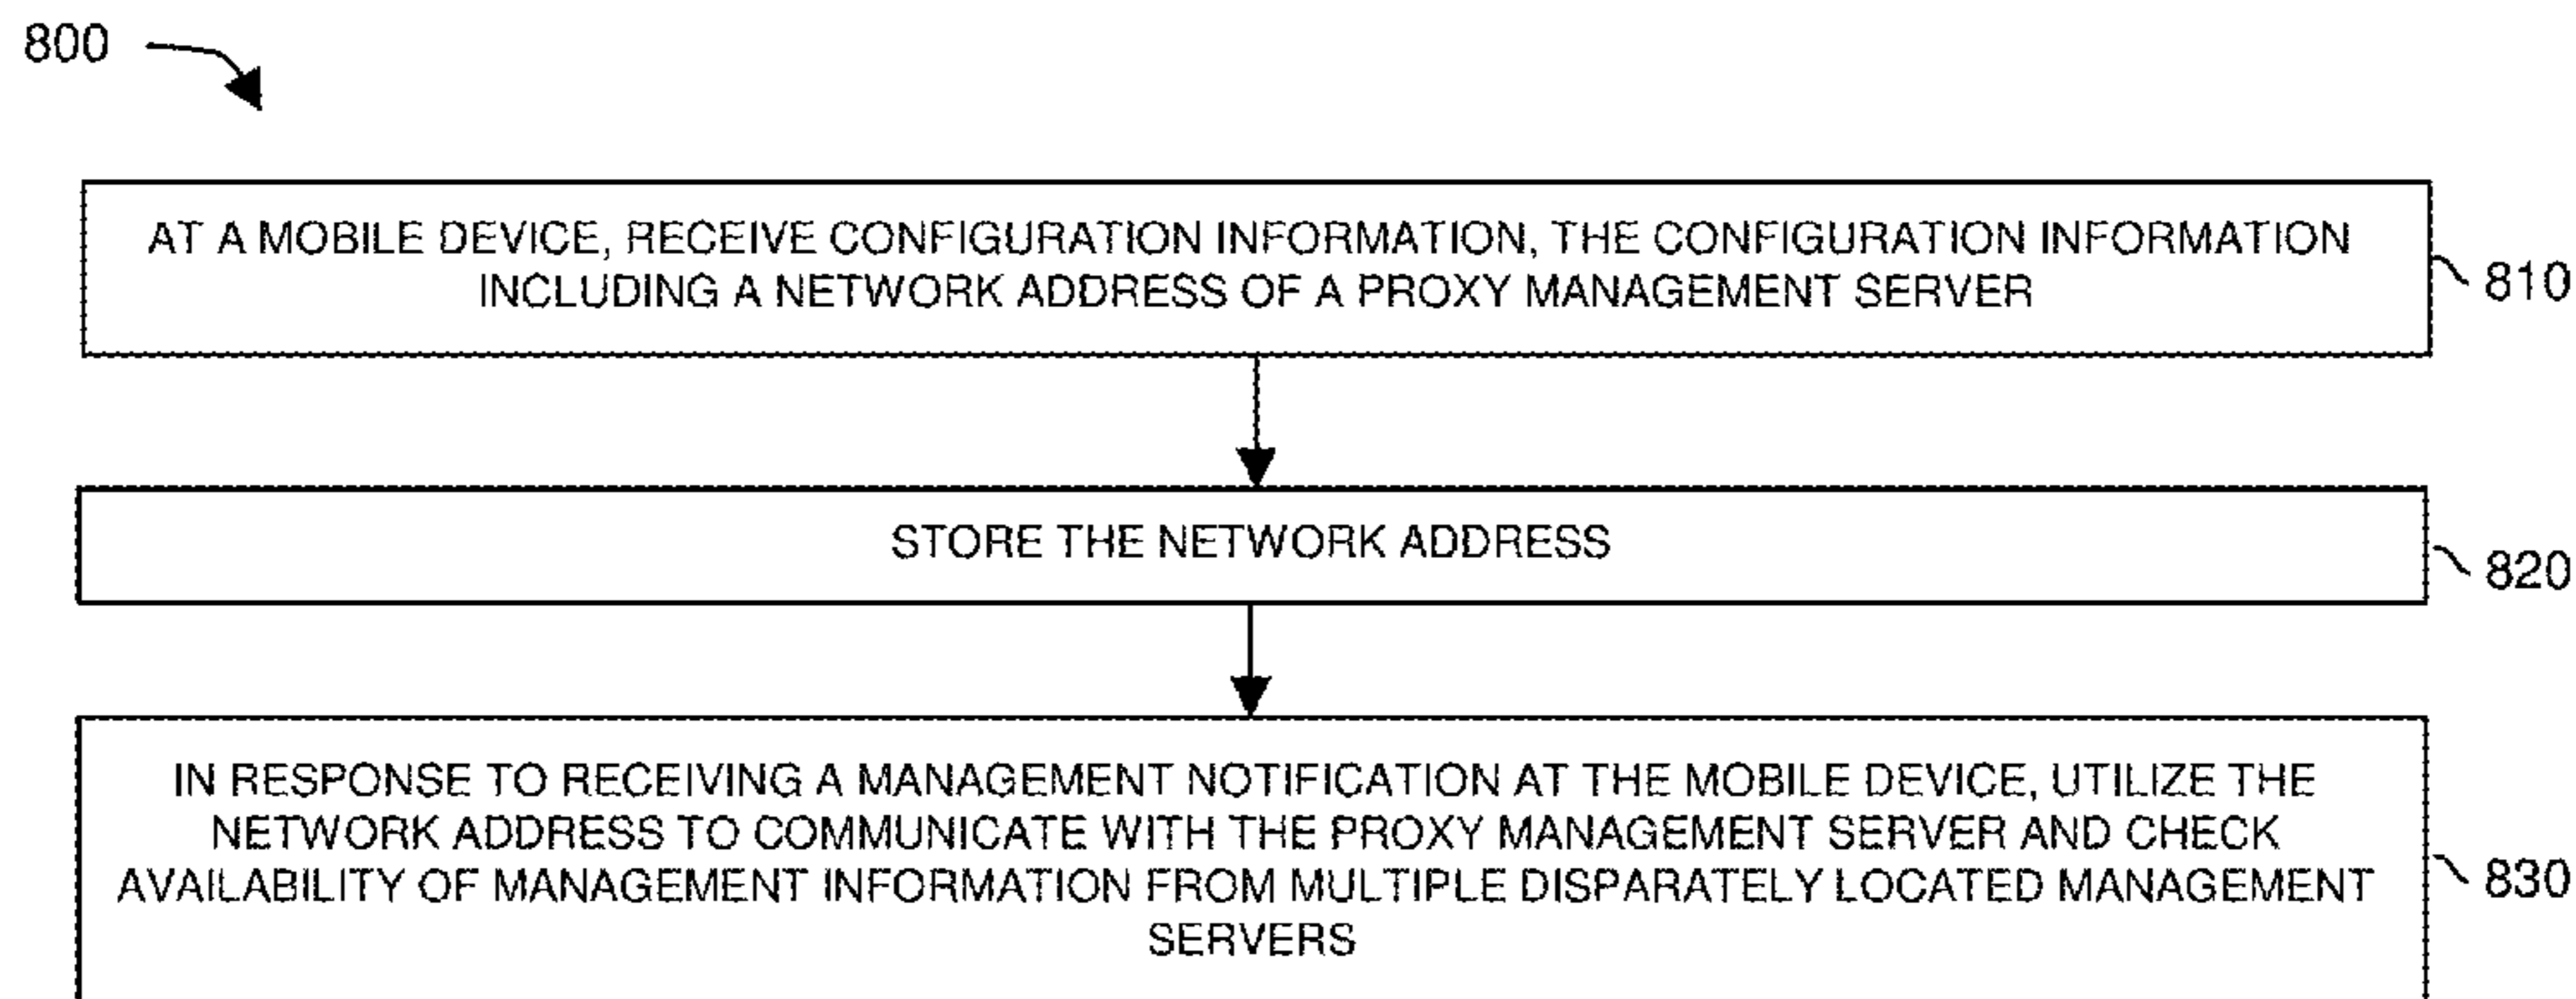 800
AT A MOBILE DEVICE, RECEIVE CONFIGURATION INFORMATION, THE CONFIGURATION INFORMATION
INCLUDING A NETWORK ADDRESS OF A PROXY MANAGEMENT SERVER
810
STORE THE NETWORK ADDRESS
820
IN RESPONSE TO RECEIVING A MANAGEMENT NOTIFICATION AT THE MOBILE DEVICE, UTILIZE THE
NETWORK ADDRESS TO COMMUNICATE WITH THE PROXY MANAGEMENT SERVER AND CHECK
AVAILABILITY OF MANAGEMENT INFORMATION FROM MULTIPLE DISPARATELY LOCATED MANAGEMENT
SERVERS
830